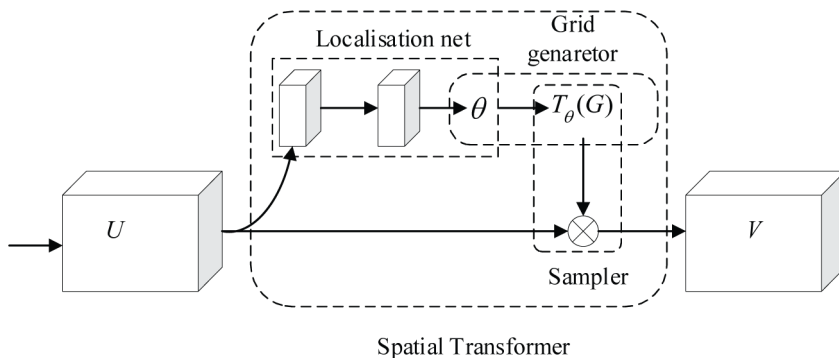 Grid
genaretor
Localisation net
θ
T_θ(G)
U
V
Sampler
Spatial Transformer